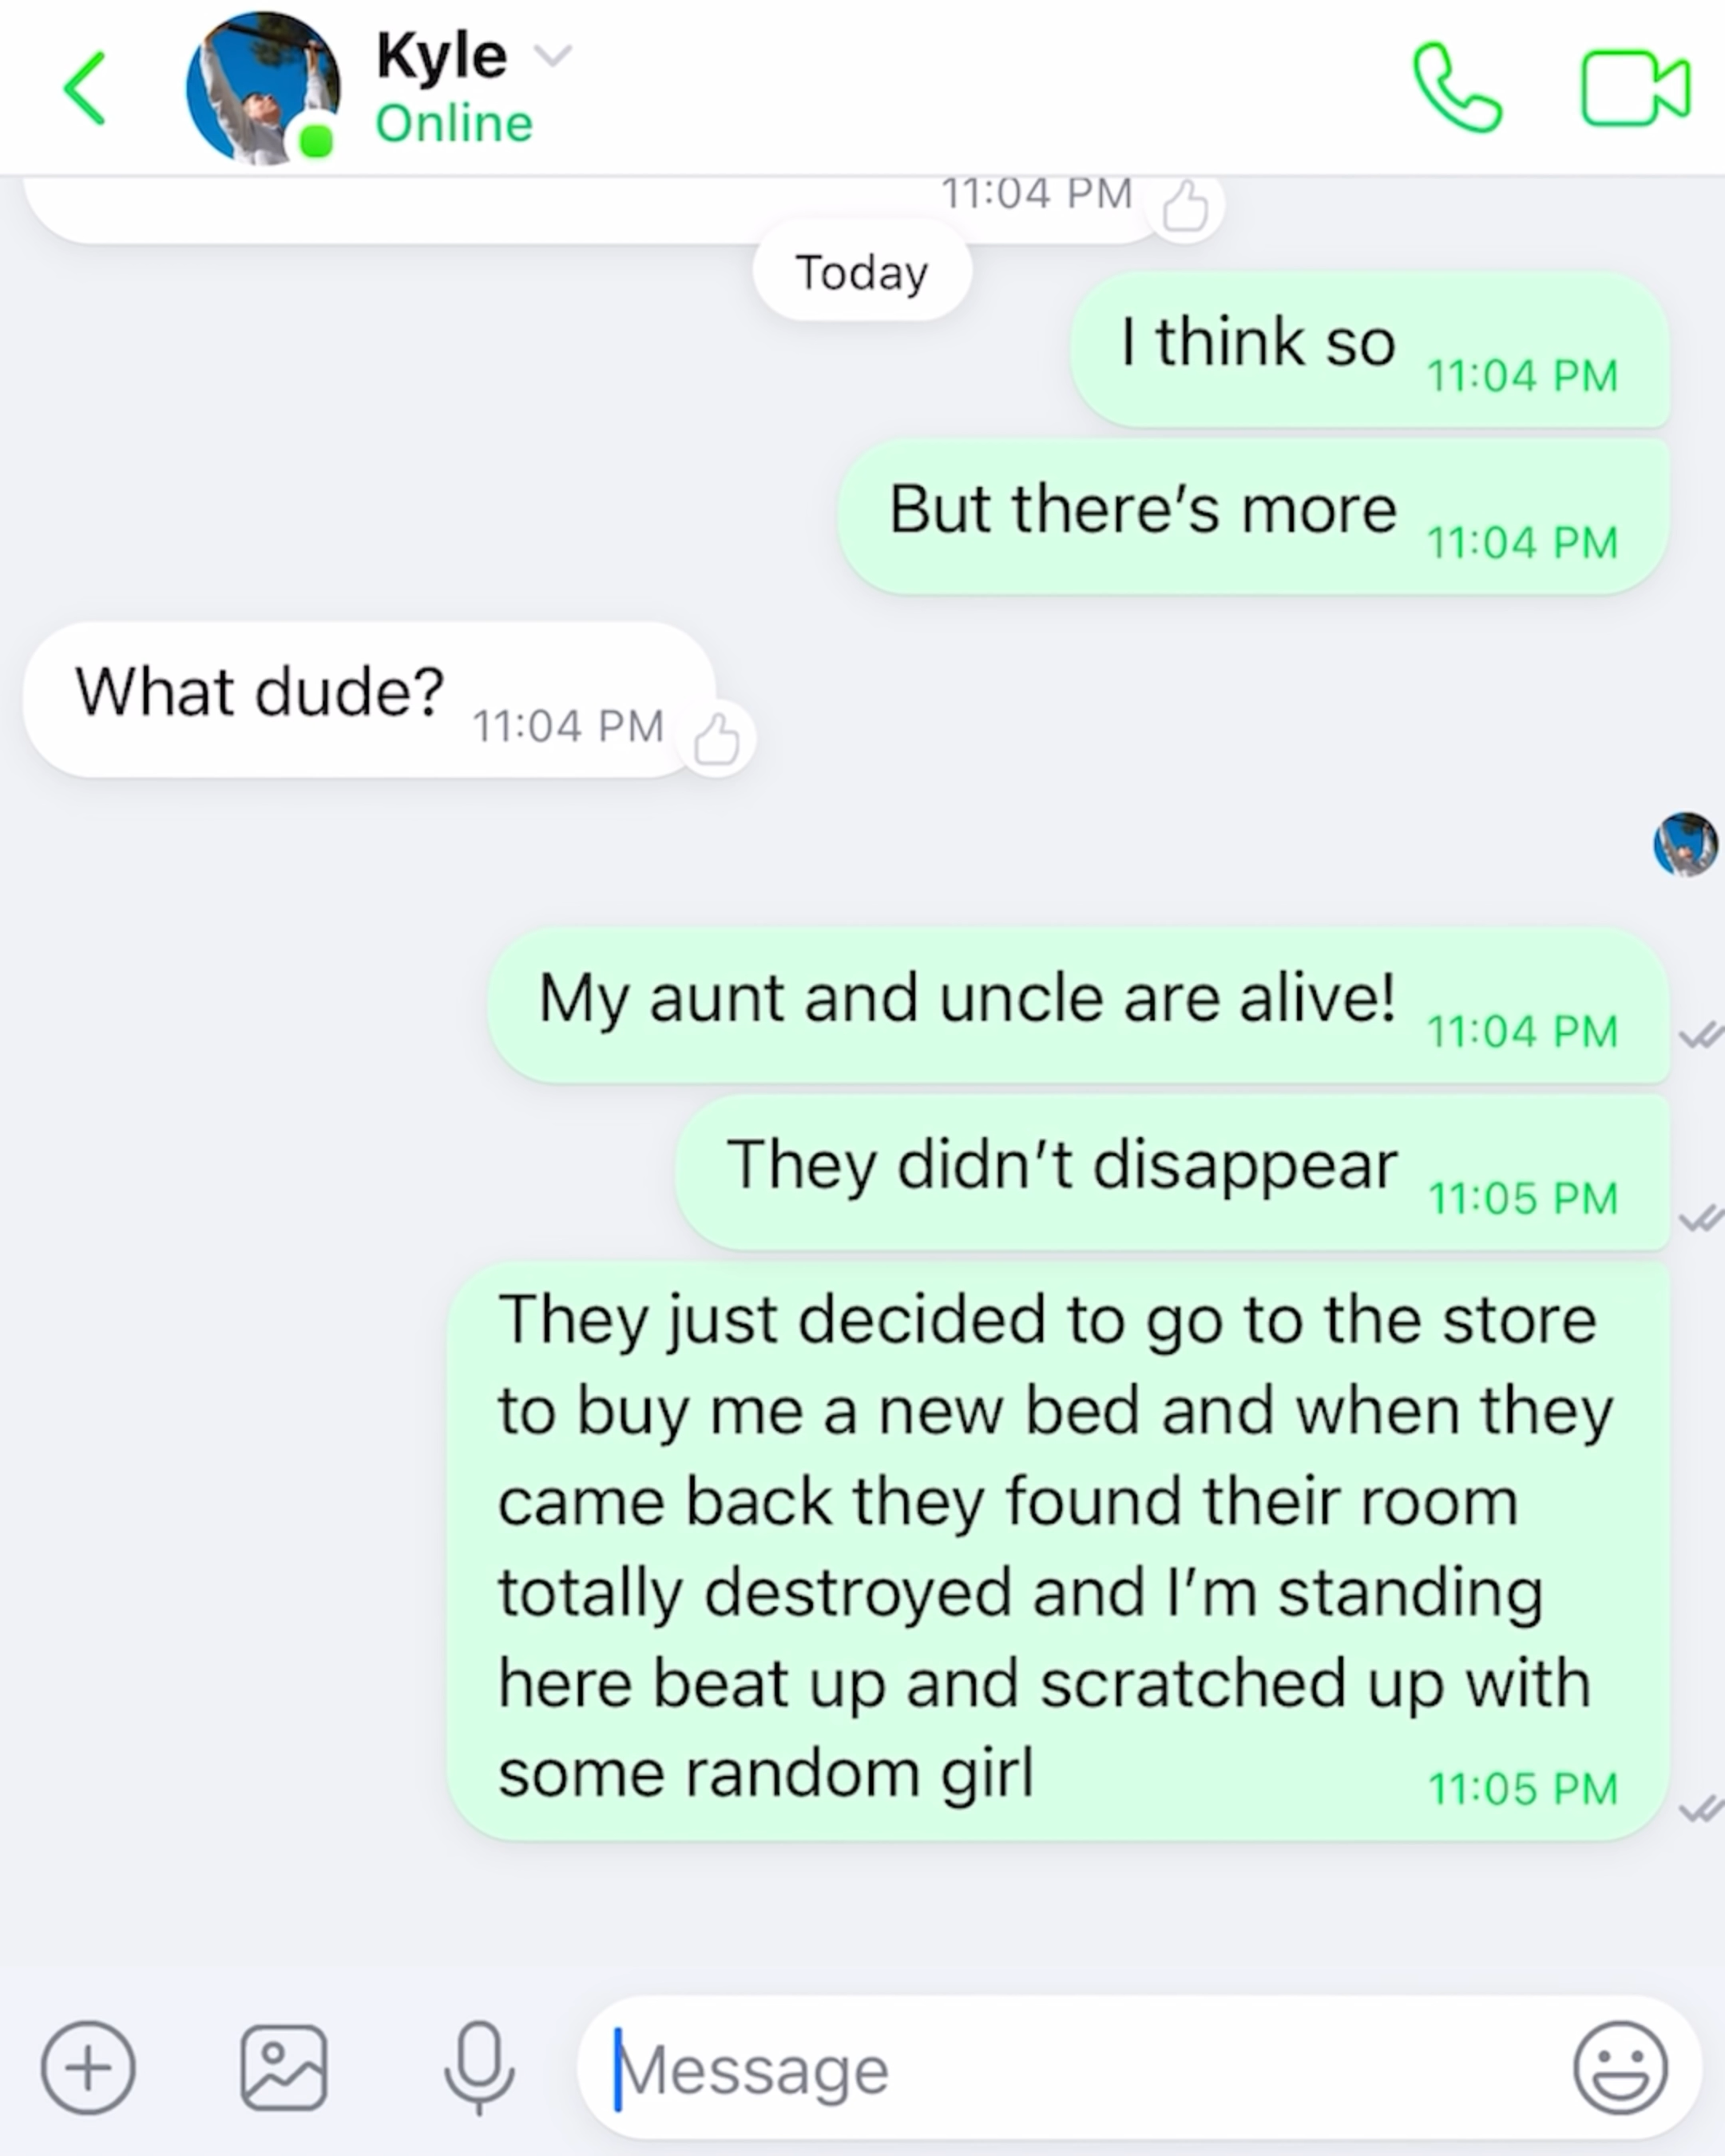 Kyle
Online
11:04 PM
Today
I think so 11:04 PM
But there’s more 11:04 PM
What dude? 11:04 PM
My aunt and uncle are alive! 11:04 PM
They didn’t disappear 11:05 PM
They just decided to go to the store
to buy me a new bed and when they
came back they found their room
totally destroyed and I’m standing
here beat up and scratched up with
some random girl 11:05 PM
Message